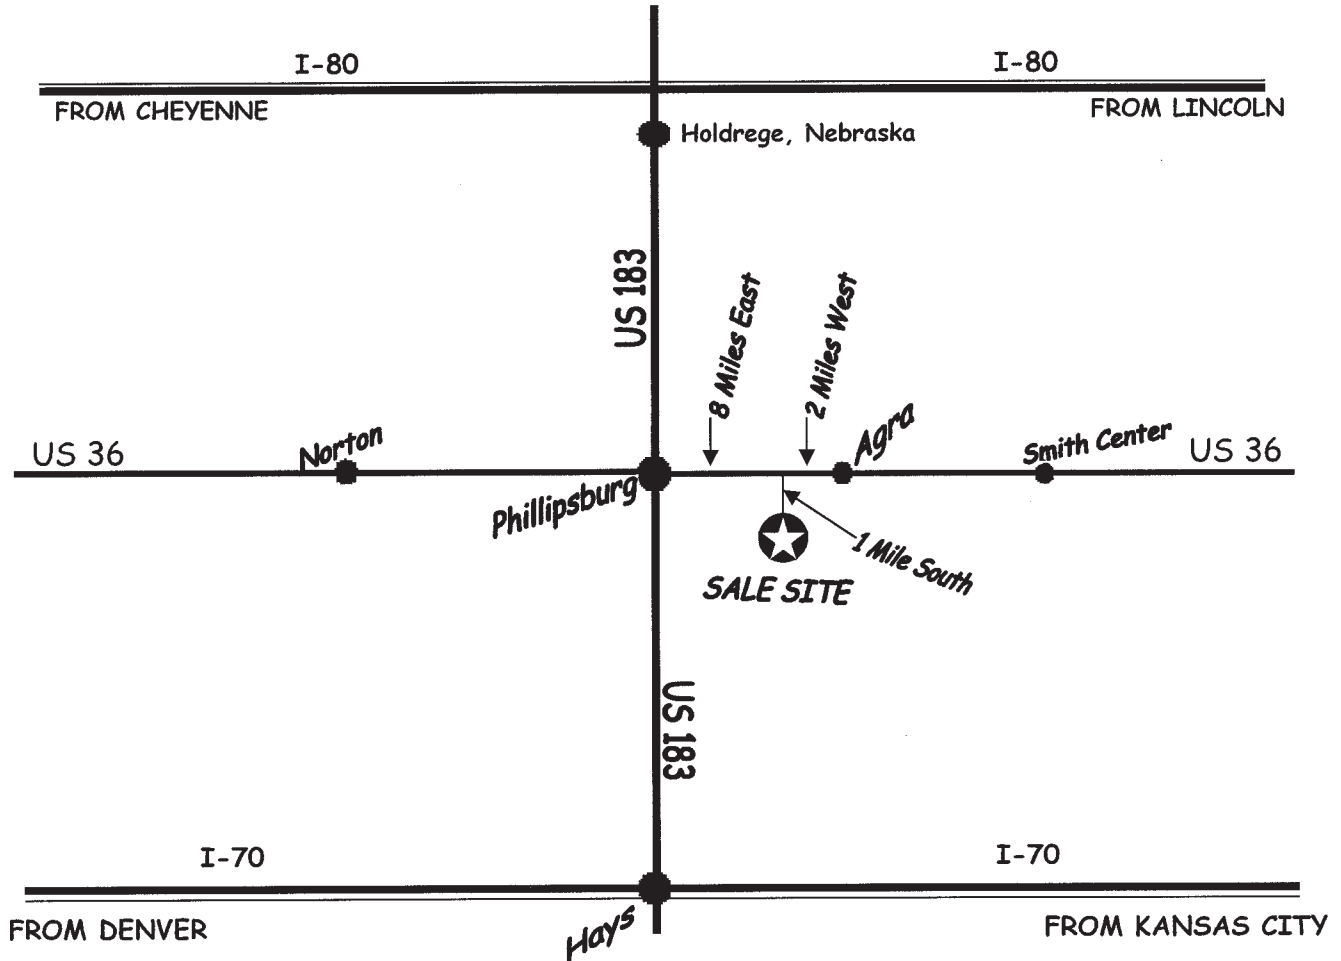 I-80
I-80
FROM CHEYENNE
FROM LINCOLN
Holdrege, Nebraska
US 183
8 Miles East
2 Miles West
US 36
Norton
Agra
Smith Center
US 36
Phillipsburg
1 Mile South
SALE SITE
US 183
I-70
I-70
FROM DENVER
Hays
FROM KANSAS CITY